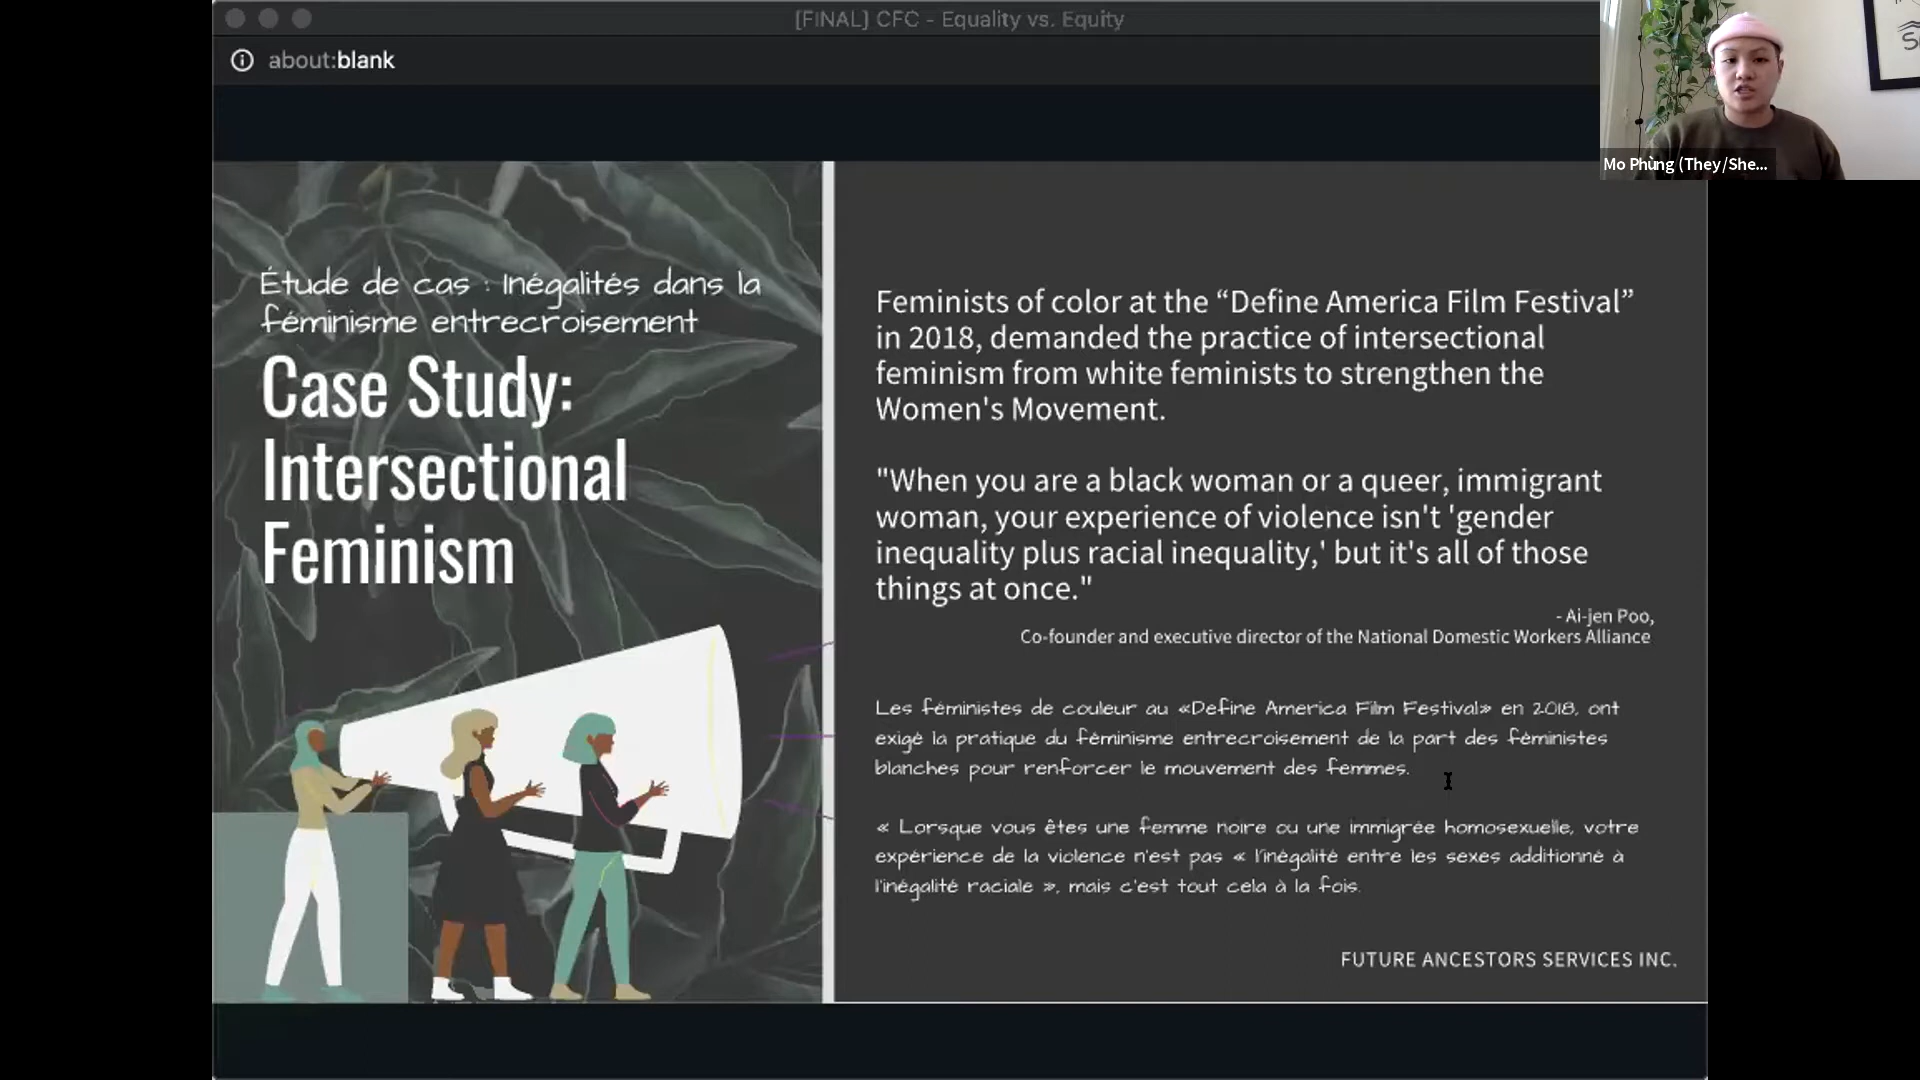 [FINAL] CFC - Equality vs. Equity
about:blank
Mo Phùng (They/She...
Étude de cas : Inégalités dans la
féminisme entrecroisement
Case Study:
Intersectional
Feminism
Feminists of color at the “Define America Film Festival”
in 2018, demanded the practice of intersectional
feminism from white feminists to strengthen the
Women's Movement.
"When you are a black woman or a queer, immigrant
woman, your experience of violence isn't 'gender
inequality plus racial inequality,' but it's all of those
things at once."
- Ai-jen Poo,
Co-founder and executive director of the National Domestic Workers Alliance
Les féministes de couleur au «Define America Film Festival» en 2018, ont
exigé la pratique du féminisme entrecroisement de la part des féministes
blanches pour renforcer le mouvement des femmes.
« Lorsque vous êtes une femme noire ou une immigrée homosexuelle, votre
expérience de la violence n'est pas « l'inégalité entre les sexes additionné à
l'inégalité raciale », mais c'est tout cela à la fois.
FUTURE ANCESTORS SERVICES INC.